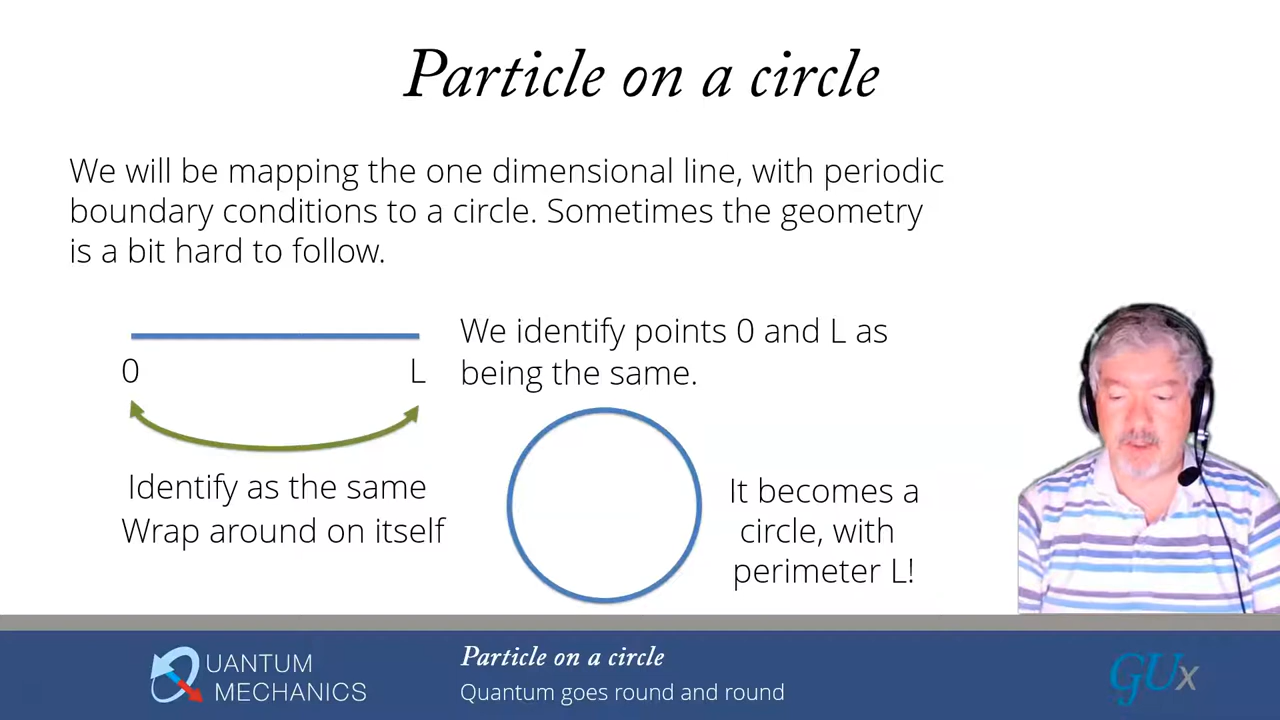 Particle on a circle
We will be mapping the one dimensional line, with periodic
boundary conditions to a circle. Sometimes the geometry
is a bit hard to follow.
0
L
We identify points 0 and L as
being the same.
Identify as the same
Wrap around on itself
It becomes a
circle, with
perimeter L!
QUANTUM
MECHANICS
Particle on a circle
Quantum goes round and round
GUx